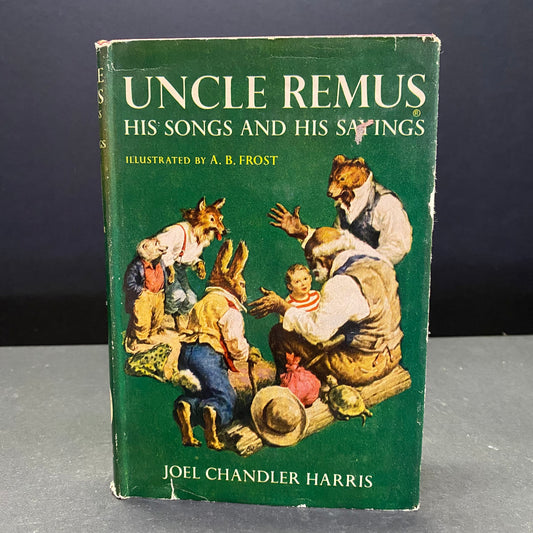 UNCLE REMUS®
HIS SONGS AND HIS SAYINGS
ILLUSTRATED BY A. B. FROST
JOEL CHANDLER HARRIS